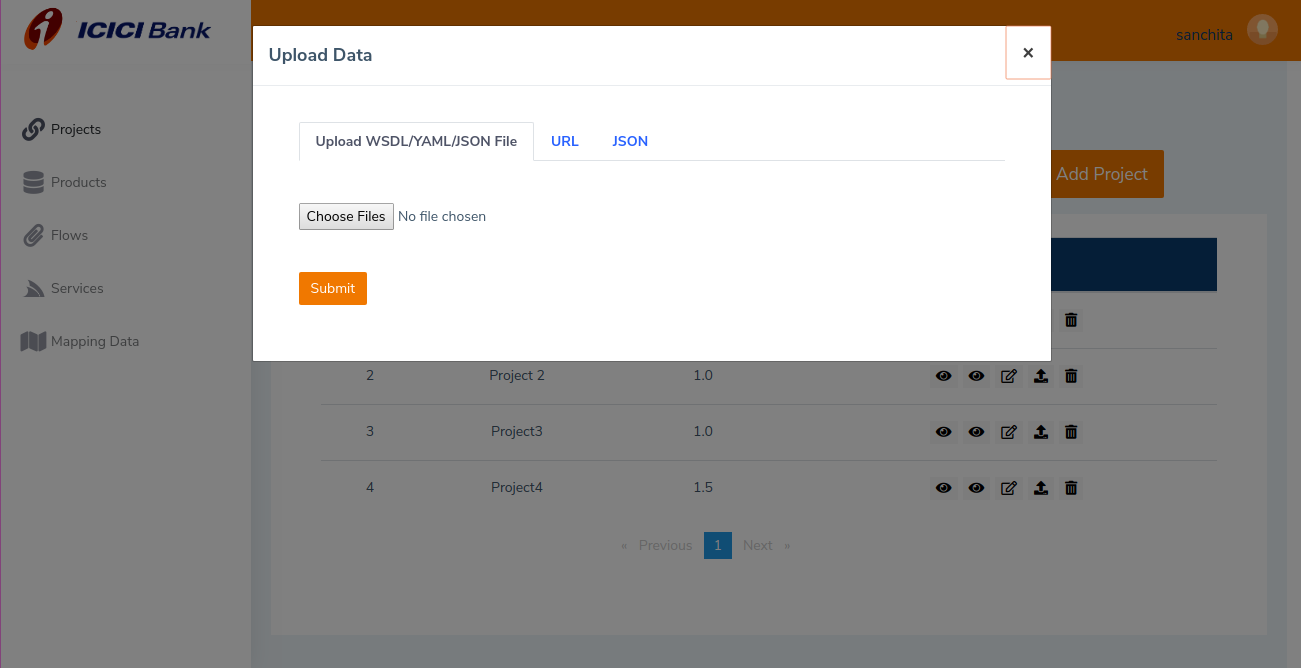 ICICI Bank
sanchita
Upload Data
×
Projects
Products
Flows
Services
Mapping Data
Upload WSDL/YAML/JSON File URL JSON
Choose Files No file chosen
Submit
Add Project
2 Project 2 1.0
3 Project3 1.0
4 Project4 1.5
« Previous 1 Next »